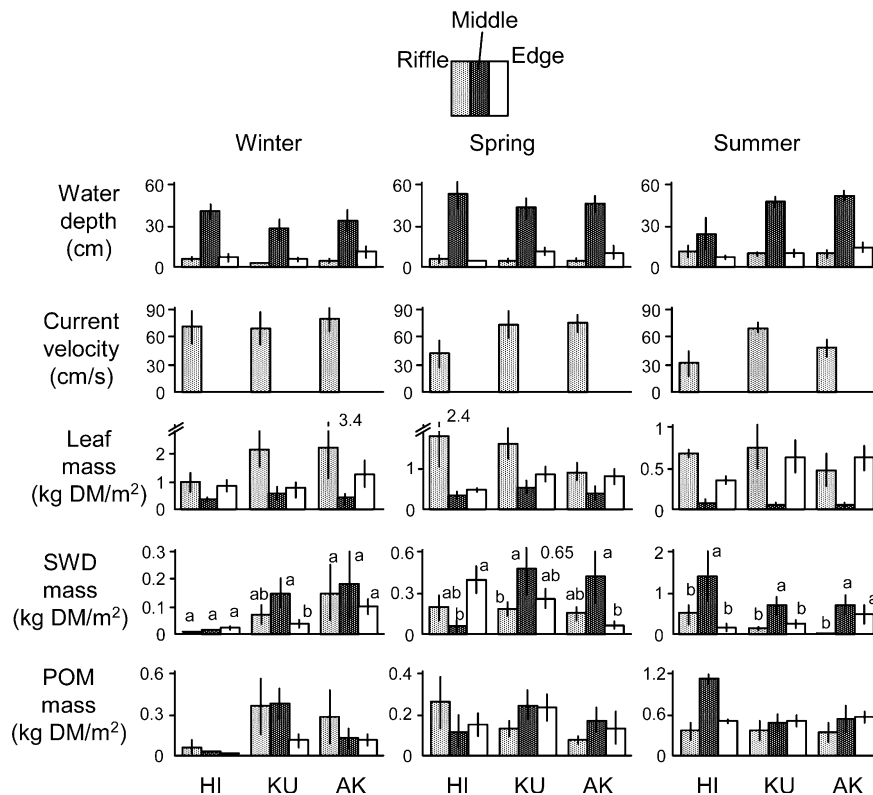 Middle
Riffle Edge
Winter Spring Summer
Water depth (cm)
60 30 0
60 30 0
60 30 0
Current velocity (cm/s)
90 60 30 0
90 60 30 0
90 60 30 0
Leaf mass (kg DM/m²)
2 1 0
3.4
1 0
2.4
1 0.5 0
SWD mass (kg DM/m²)
0.3 0.2 0.1 0
a a a ab a b a a a
0.6 0.3 0
ab b a b a 0.65 ab ab a b
2 1 0
b a b b a b b a a
POM mass (kg DM/m²)
0.6 0.3 0
0.4 0.2 0
1.2 0.6 0
HI KU AK HI KU AK HI KU AK